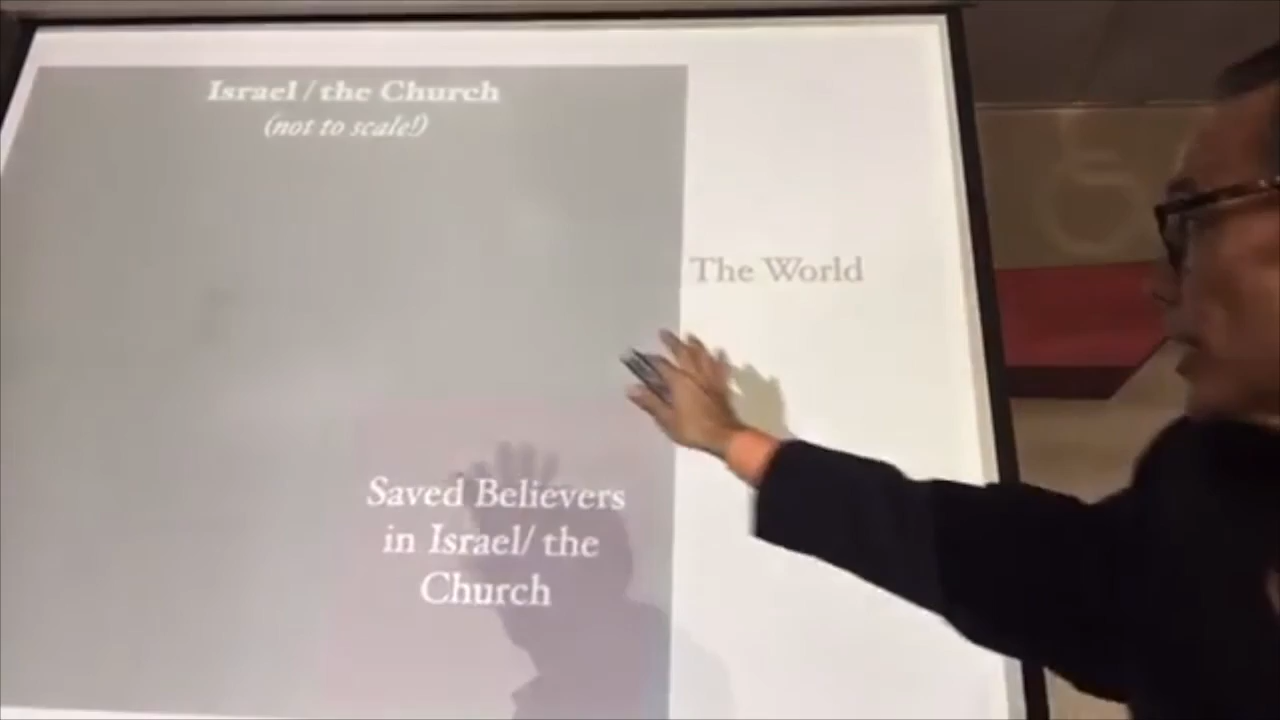 Israel / the Church
(not to scale!)
The World
Saved Believers
in Israel/ the
Church